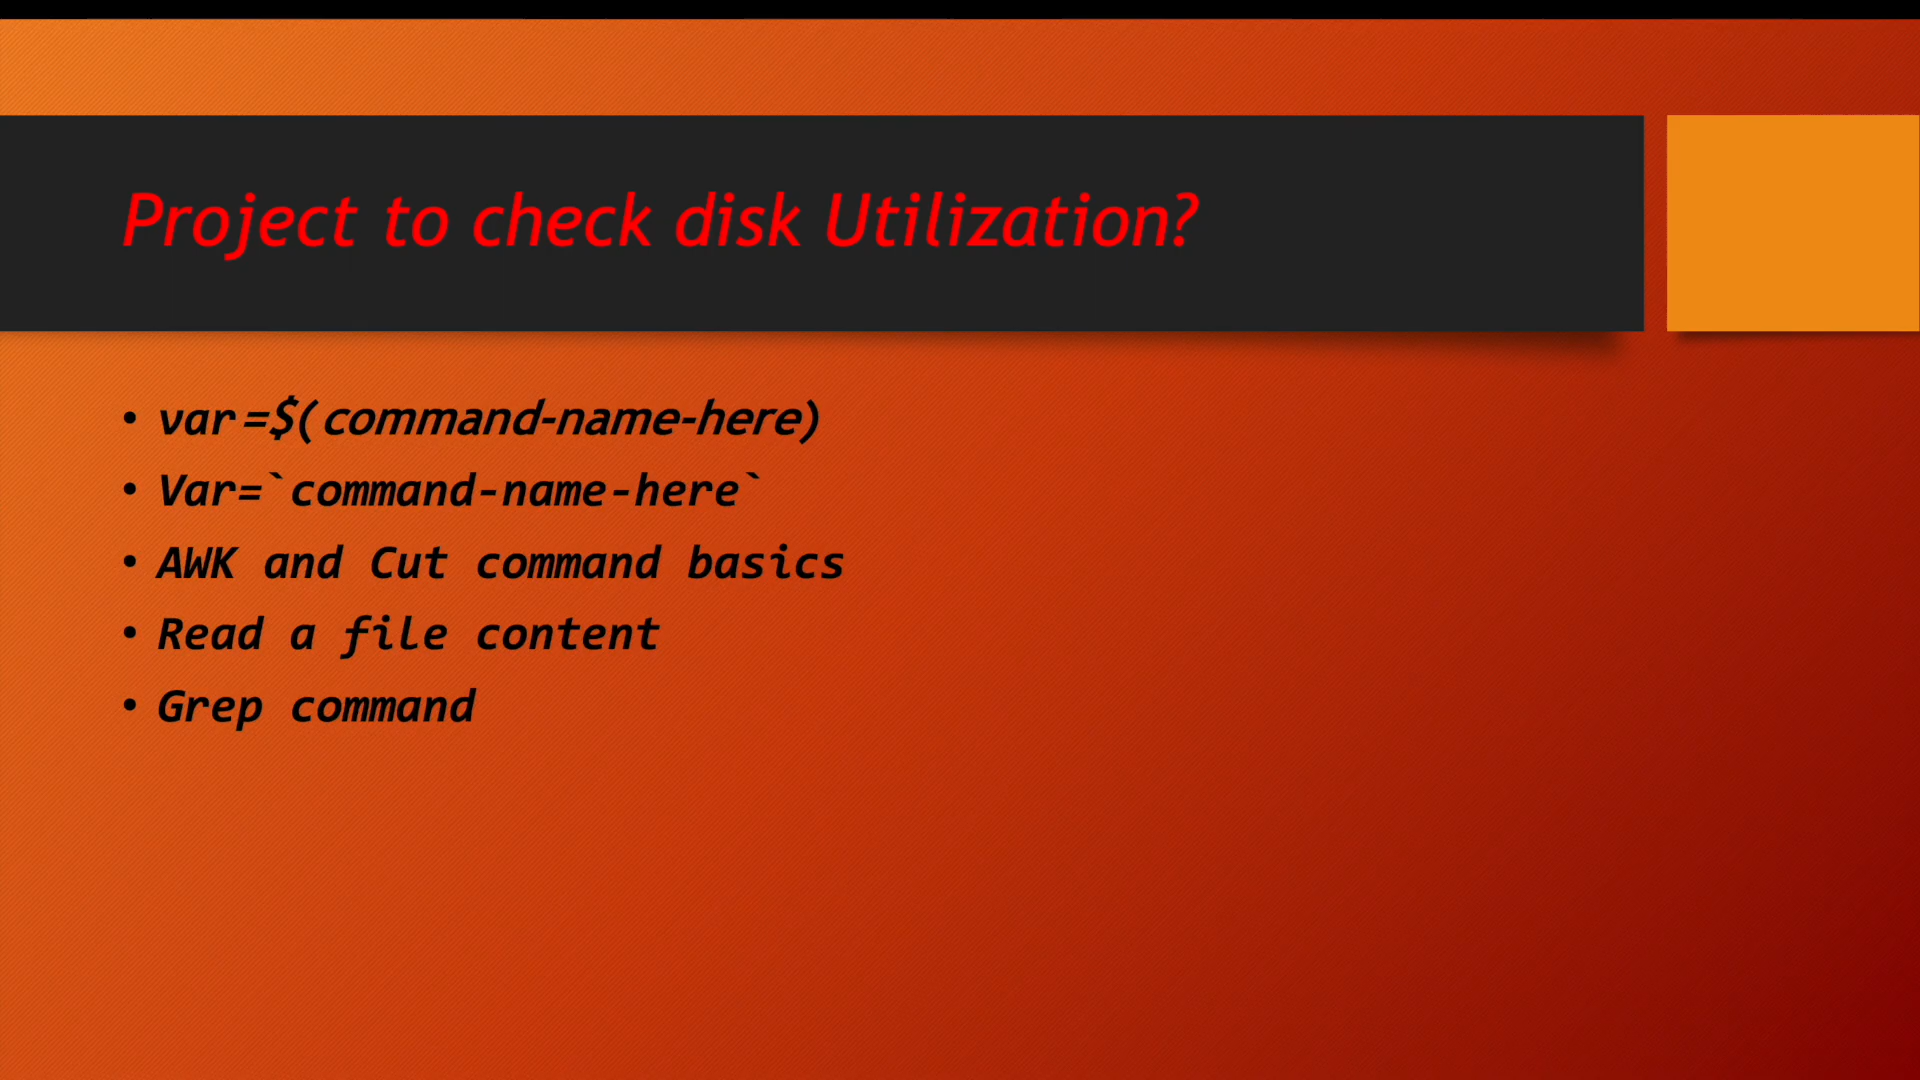 Project to check disk Utilization?
• var=$(command-name-here)
• Var=`command-name-here`
• AWK and Cut command basics
• Read a file content
• Grep command